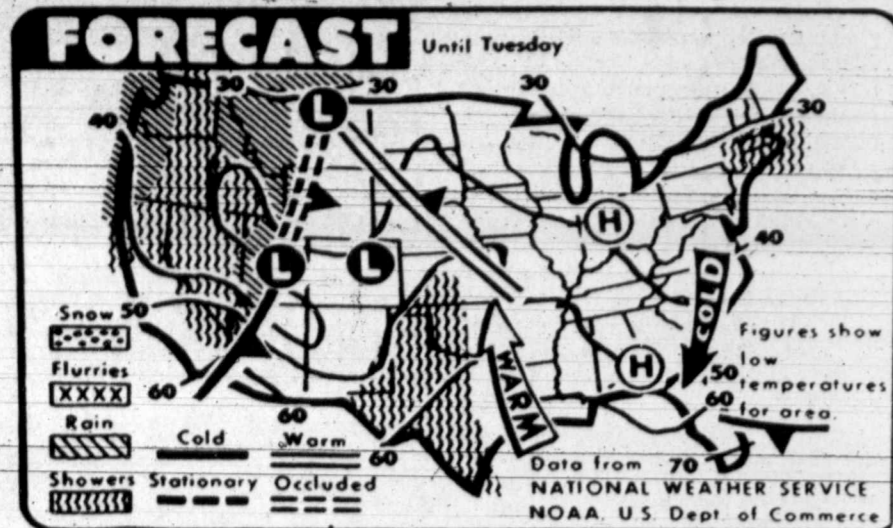 FORECAST Until Tuesday
30 30 30
40 L 30
H
L L 40
COLD
Snow 50
Figures show
Flurries
low
XXXX
WARM
H
50
temperatures
60
60
60
for area.
Rain Cold Warm
60
Data from 70
Showers Stationary Occluded
NATIONAL WEATHER SERVICE
NOAA, U.S. Dept. of Commerce